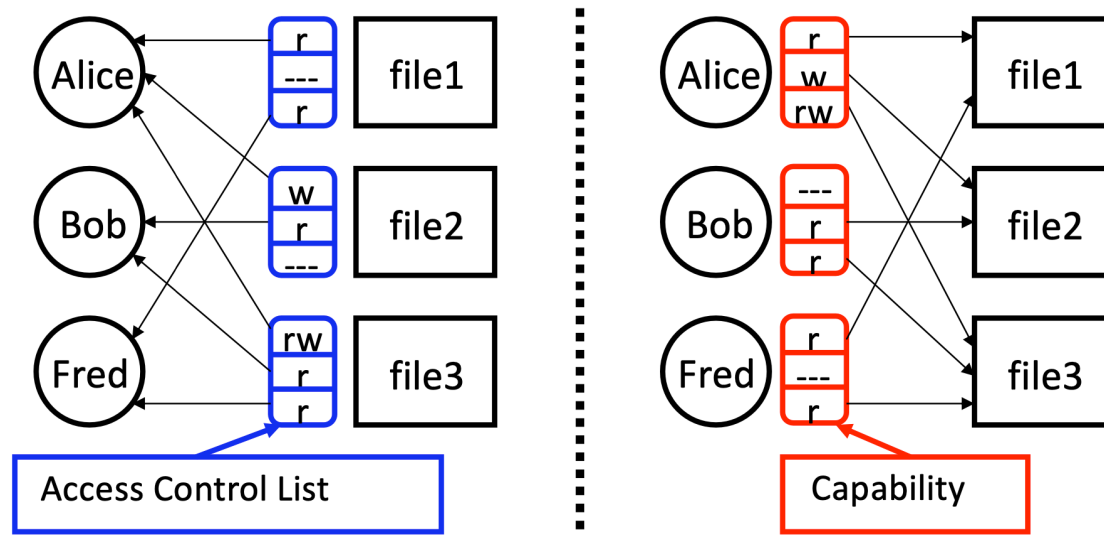 Alice
r
---
r
file1
Bob
w
r
---
file2
Fred
rw
r
r
file3
Access Control List
Alice
r
w
rw
file1
Bob
---
r
r
file2
Fred
r
---
r
file3
Capability